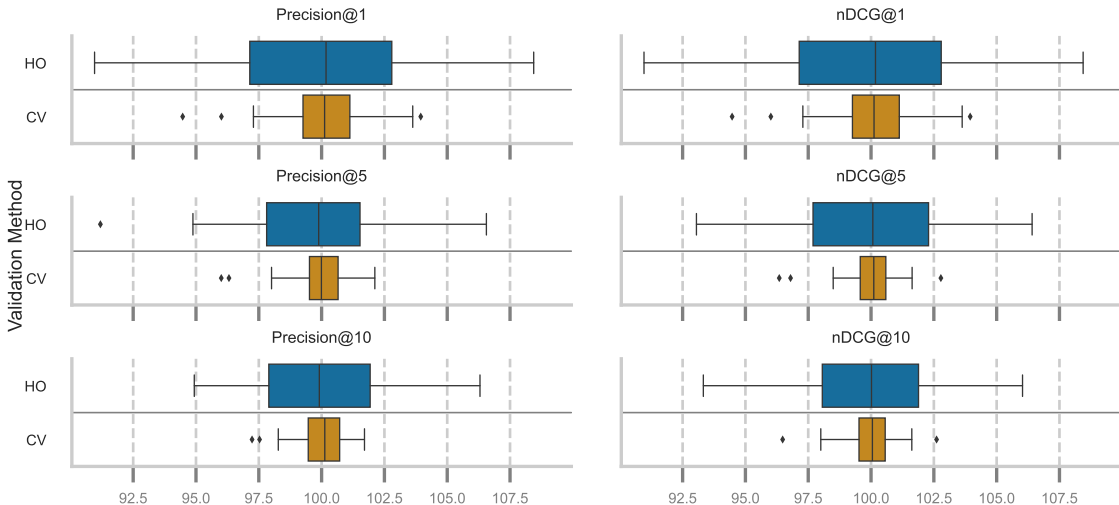 Precision@1
nDCG@1
HO
CV
Precision@5
nDCG@5
Validation Method
HO
CV
Precision@10
nDCG@10
HO
CV
92.5 95.0 97.5 100.0 102.5 105.0 107.5
92.5 95.0 97.5 100.0 102.5 105.0 107.5